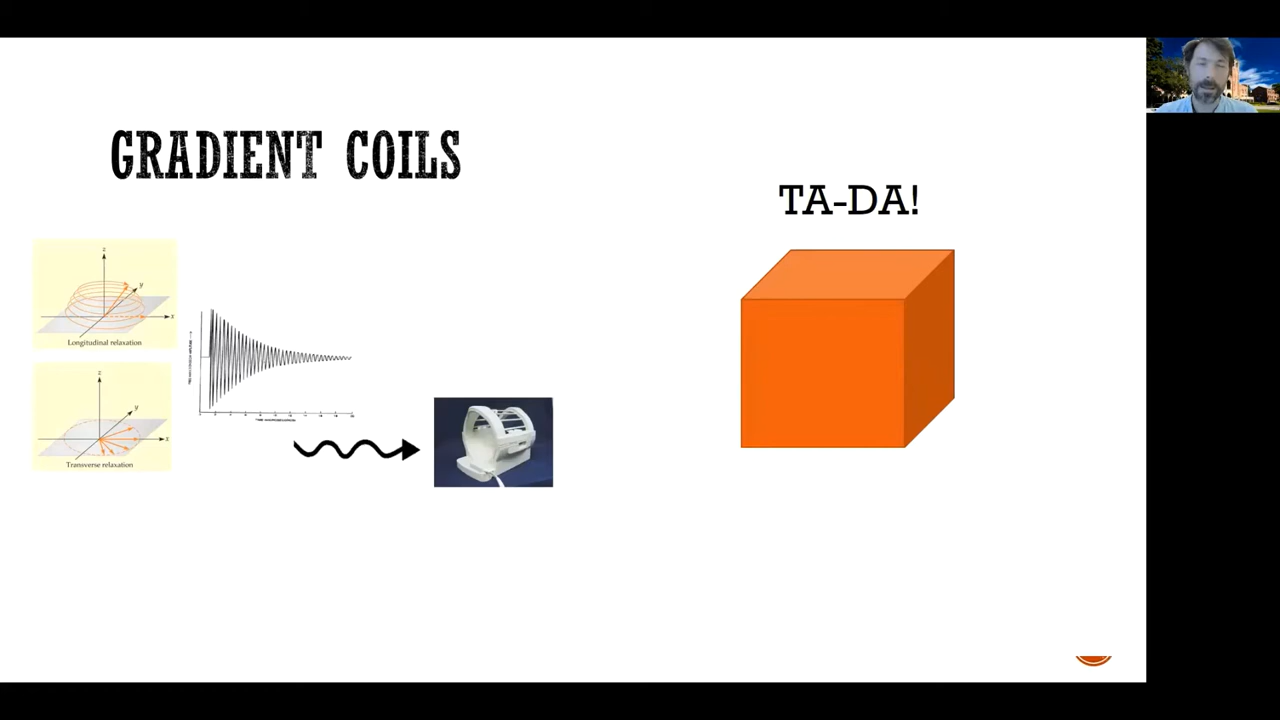 GRADIENT COILS
TA-DA!
z
y
x
Longitudinal relaxation
z
y
x
Transverse relaxation